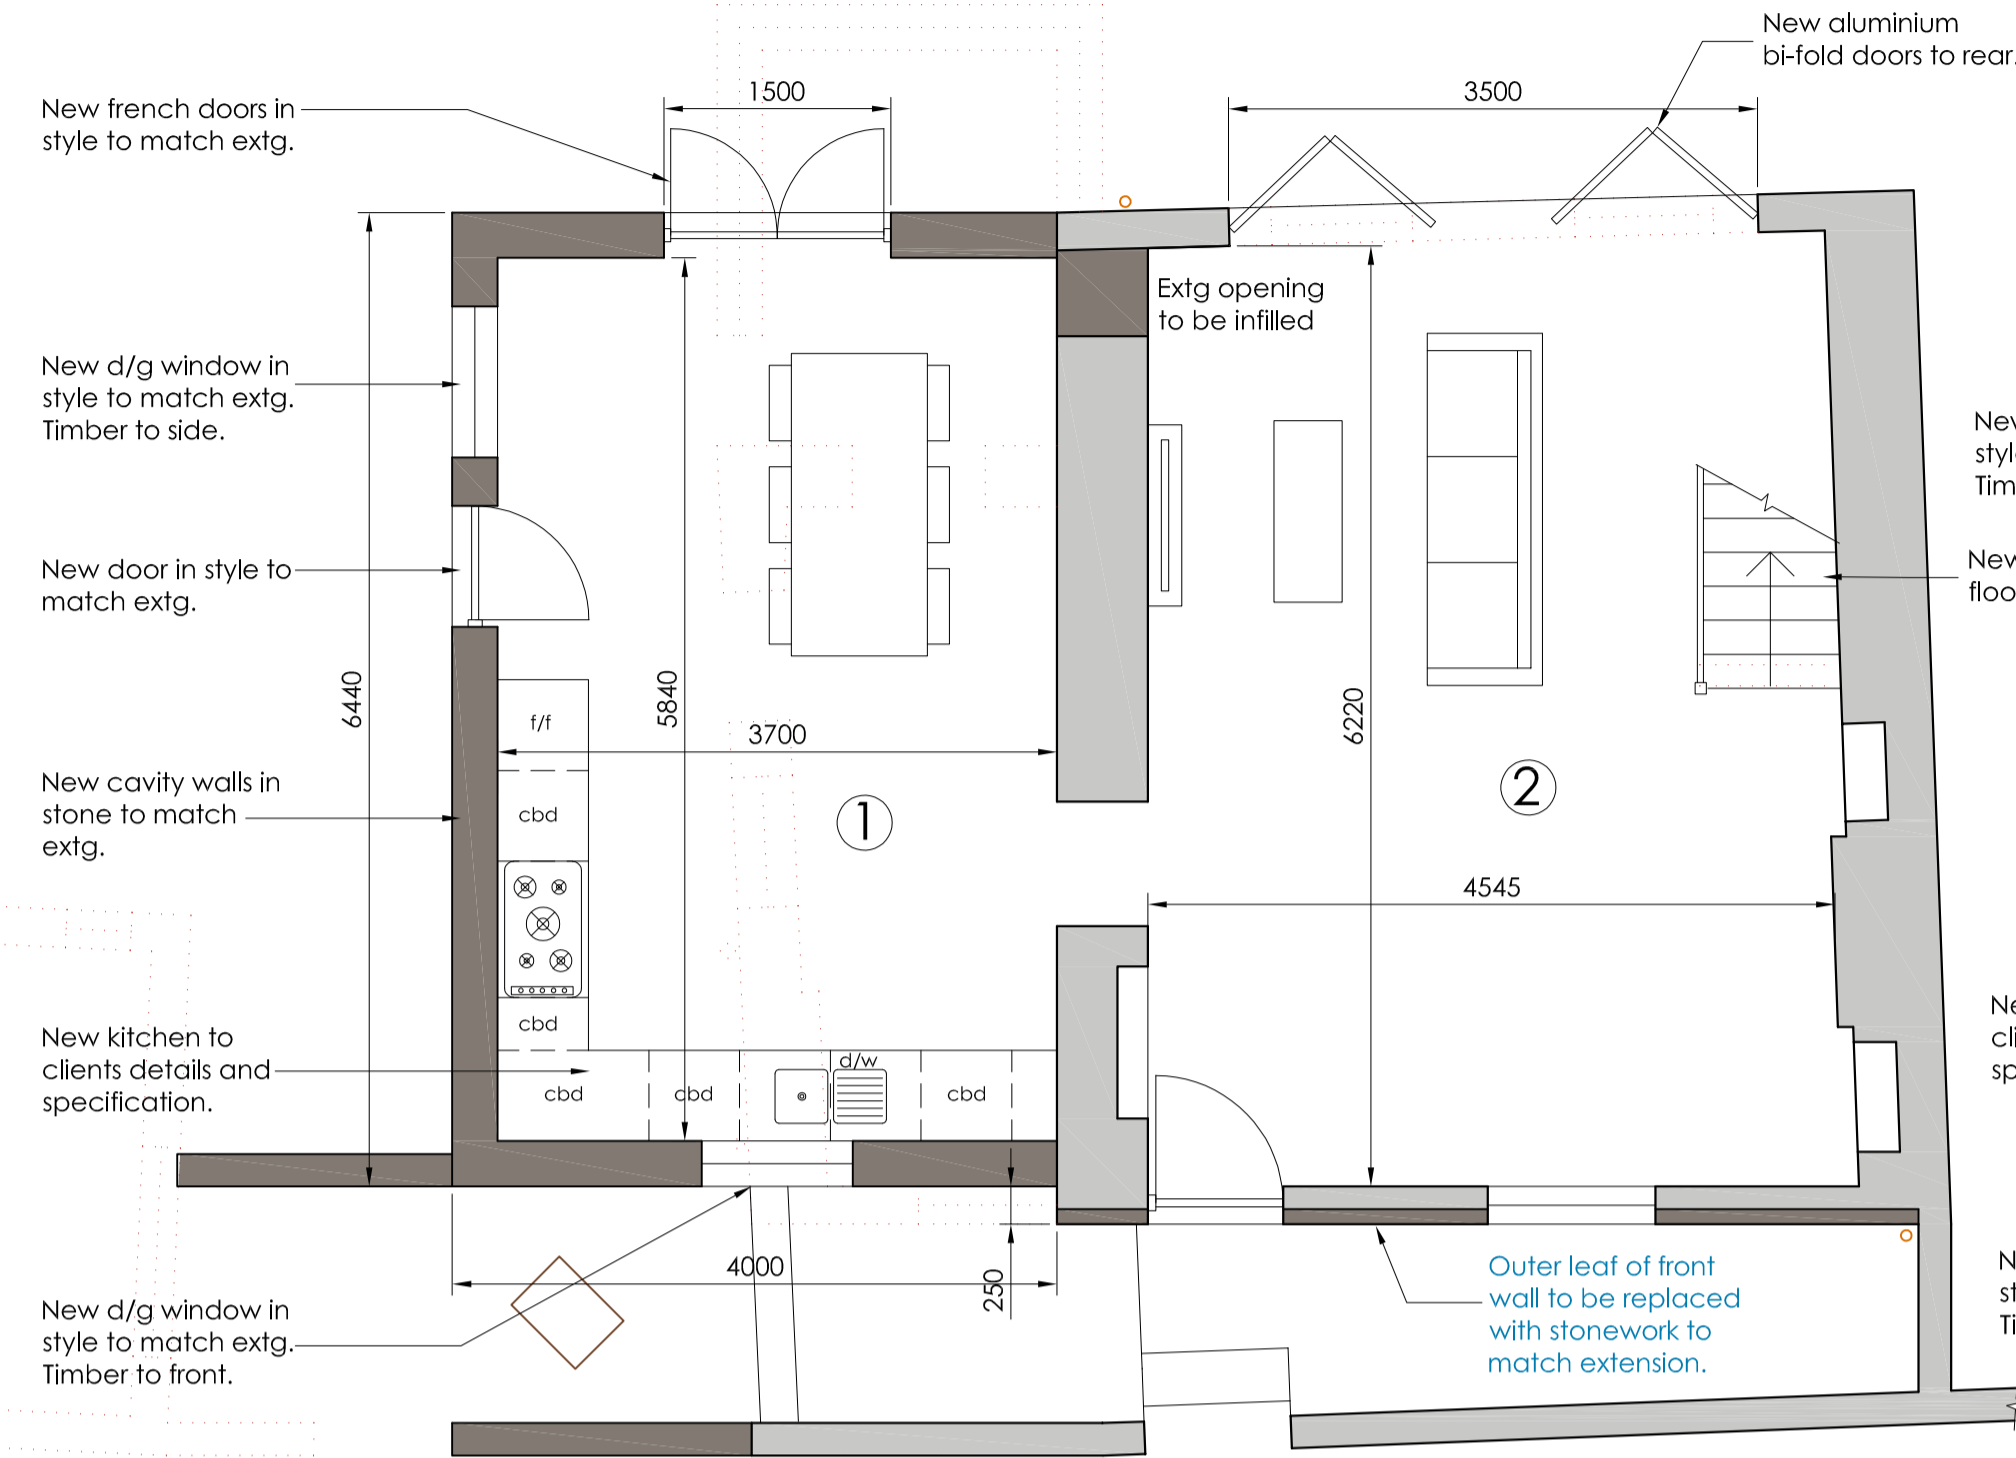 New aluminium
bi-fold doors to rear.
New french doors in
style to match extg.
1500
3500
Extg opening
to be infilled
New d/g window in
style to match extg.
Timber to side.
New door in style to
match extg.
6440
5840
6220
f/f
3700
cbd
1
2
New cavity walls in
stone to match
extg.
4545
cbd
New kitchen to
clients details and
specification.
cbd
cbd
d/w
cbd
4000
250
Outer leaf of front
wall to be replaced
with stonework to
match extension.
New d/g window in
style to match extg.
Timber to front.